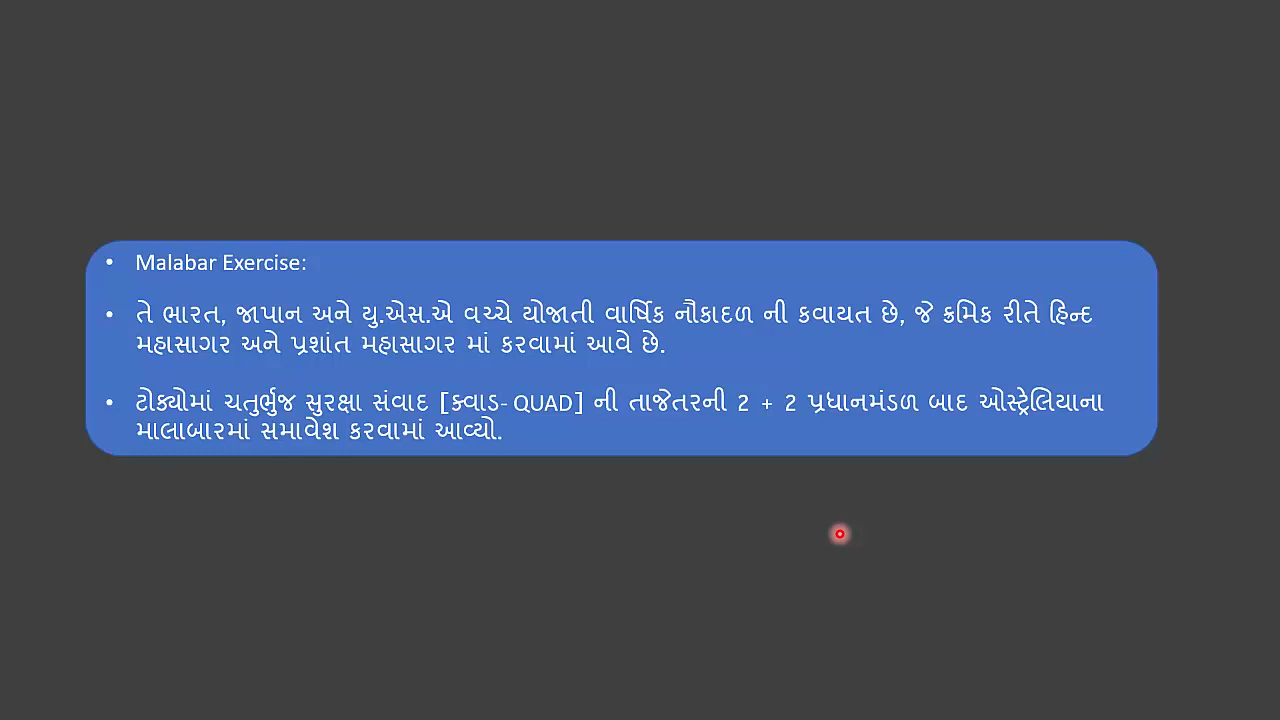 • Malabar Exercise:
• તે ભારત, જાપાન અને યુ.એસ.એ વચ્ચે યોજાતી વાર્ષિક નૌકાદળ ની કવાયત છે, જે ક્રમિક રીતે હિન્દ
મહાસાગર અને પ્રશાંત મહાસાગર માં કરવામાં આવે છે.
• ટોક્યોમાં ચતુર્ભુજ સુરક્ષા સંવાદ [ક્વાડ- QUAD] ની તાજેતરની 2 + 2 પ્રધાનમંડળ બાદ ઓસ્ટ્રેલિયાના
માલાબારમાં સમાવેશ કરવામાં આવ્યો.